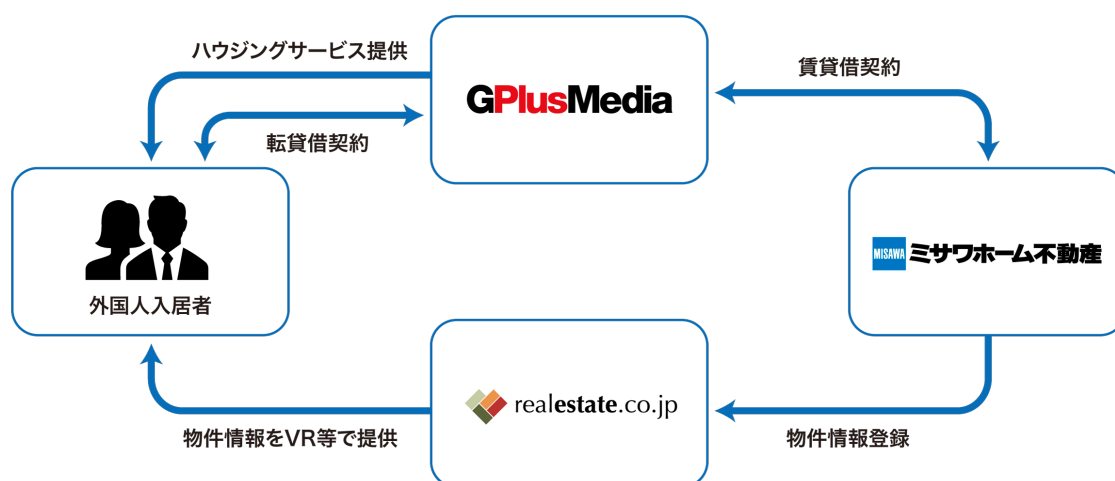 ハウジングサービス提供
賃貸借契約
GPlusMedia
転貸借契約
MISAWA ミサワホーム不動産
外国人入居者
realestate.co.jp
物件情報をVR等で提供
物件情報登録